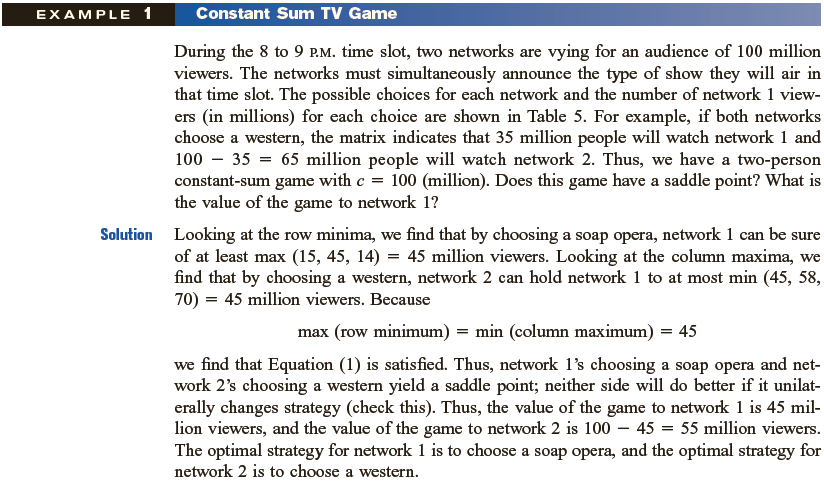 EXAMPLE 1 Constant Sum TV Game
During the 8 to 9 P.M. time slot, two networks are vying for an audience of 100 million
viewers. The networks must simultaneously announce the type of show they will air in
that time slot. The possible choices for each network and the number of network 1 view-
ers (in millions) for each choice are shown in Table 5. For example, if both networks
choose a western, the matrix indicates that 35 million people will watch network 1 and
100 − 35 = 65 million people will watch network 2. Thus, we have a two-person
constant-sum game with c = 100 (million). Does this game have a saddle point? What is
the value of the game to network 1?
Solution Looking at the row minima, we find that by choosing a soap opera, network 1 can be sure
of at least max (15, 45, 14) = 45 million viewers. Looking at the column maxima, we
find that by choosing a western, network 2 can hold network 1 to at most min (45, 58,
70) = 45 million viewers. Because
max (row minimum) = min (column maximum) = 45
we find that Equation (1) is satisfied. Thus, network 1's choosing a soap opera and net-
work 2's choosing a western yield a saddle point; neither side will do better if it unilat-
erally changes strategy (check this). Thus, the value of the game to network 1 is 45 mil-
lion viewers, and the value of the game to network 2 is 100 − 45 = 55 million viewers.
The optimal strategy for network 1 is to choose a soap opera, and the optimal strategy for
network 2 is to choose a western.